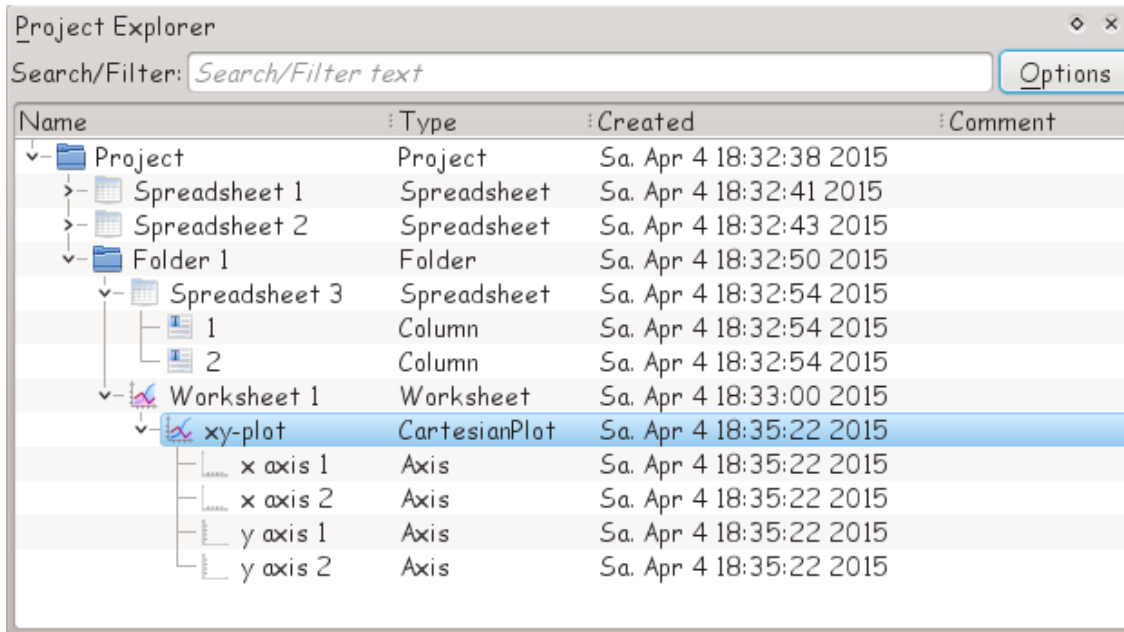 Project Explorer
Search/Filter: Search/Filter text Options
Name Type Created Comment
Project Project Sa. Apr 4 18:32:38 2015
Spreadsheet 1 Spreadsheet Sa. Apr 4 18:32:41 2015
Spreadsheet 2 Spreadsheet Sa. Apr 4 18:32:43 2015
Folder 1 Folder Sa. Apr 4 18:32:50 2015
Spreadsheet 3 Spreadsheet Sa. Apr 4 18:32:54 2015
1 Column Sa. Apr 4 18:32:54 2015
2 Column Sa. Apr 4 18:32:54 2015
Worksheet 1 Worksheet Sa. Apr 4 18:33:00 2015
xy-plot CartesianPlot Sa. Apr 4 18:35:22 2015
x axis 1 Axis Sa. Apr 4 18:35:22 2015
x axis 2 Axis Sa. Apr 4 18:35:22 2015
y axis 1 Axis Sa. Apr 4 18:35:22 2015
y axis 2 Axis Sa. Apr 4 18:35:22 2015